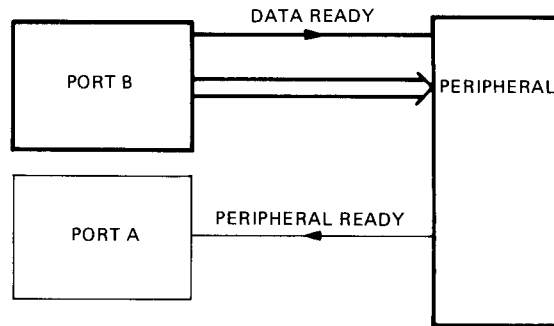 DATA READY
PORT B
PERIPHERAL
PERIPHERAL READY
PORT A